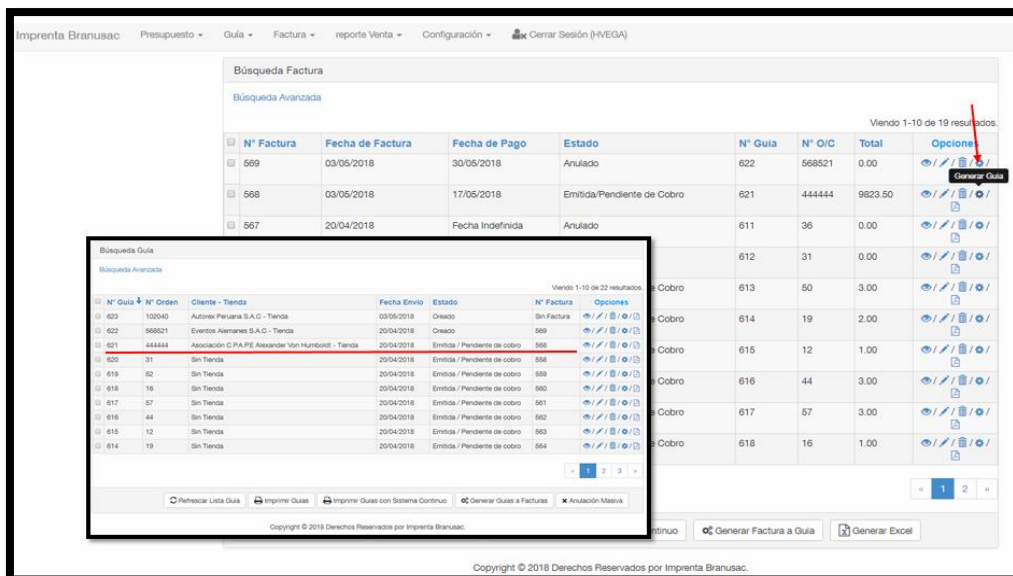 Imprenta Branusac Presupuesto Guía Factura reporte Venta Configuración Cerrar Sesión (HVEGA)
Búsqueda Factura
Búsqueda Avanzada
Viendo 1-10 de 19 resultados.
N° Factura Fecha de Factura Fecha de Pago Estado N° Guia N° O/C Total Opciones
569 03/05/2018 30/05/2018 Anulado 622 568521 0.00
Generar Guia
568 03/05/2018 17/05/2018 Emitida/Pendiente de Cobro 621 444444 9823.50
567 20/04/2018 Fecha Indefinida Anulado 611 36 0.00
612 31 0.00
e Cobro 613 50 3.00
e Cobro 614 19 2.00
e Cobro 615 12 1.00
e Cobro 616 44 3.00
e Cobro 617 57 3.00
e Cobro 618 16 1.00
« 1 2 »
ntinuo Generar Factura a Guia Generar Excel
Copyright © 2018 Derechos Reservados por Imprenta Branusac.
Búsqueda Guia
Búsqueda Avanzada
Viendo 1-10 de 22 resultados.
N° Guia N° Orden Cliente - Tienda Fecha Envio Estado N° Factura Opciones
623 102040 Autorex Peruana S.A.C - Tienda 03/05/2018 Creado Sin Factura
622 568521 Eventos Alemanes S.A.C - Tienda 20/04/2018 Creado 569
621 444444 Asociación C.P.A.P.E Alexander Von Humboldt - Tienda 20/04/2018 Emitida / Pendiente de cobro 568
620 31 Sin Tienda 20/04/2018 Emitida / Pendiente de cobro 558
619 52 Sin Tienda 20/04/2018 Emitida / Pendiente de cobro 559
618 16 Sin Tienda 20/04/2018 Emitida / Pendiente de cobro 560
617 57 Sin Tienda 20/04/2018 Emitida / Pendiente de cobro 561
616 44 Sin Tienda 20/04/2018 Emitida / Pendiente de cobro 562
615 12 Sin Tienda 20/04/2018 Emitida / Pendiente de cobro 563
614 19 Sin Tienda 20/04/2018 Emitida / Pendiente de cobro 564
« 1 2 3 »
Refrescar Lista Guia Imprimir Guias Imprimir Guias con Sistema Continuo Generar Guias a Facturas Anulación Masiva
Copyright © 2018 Derechos Reservados por Imprenta Branusac.